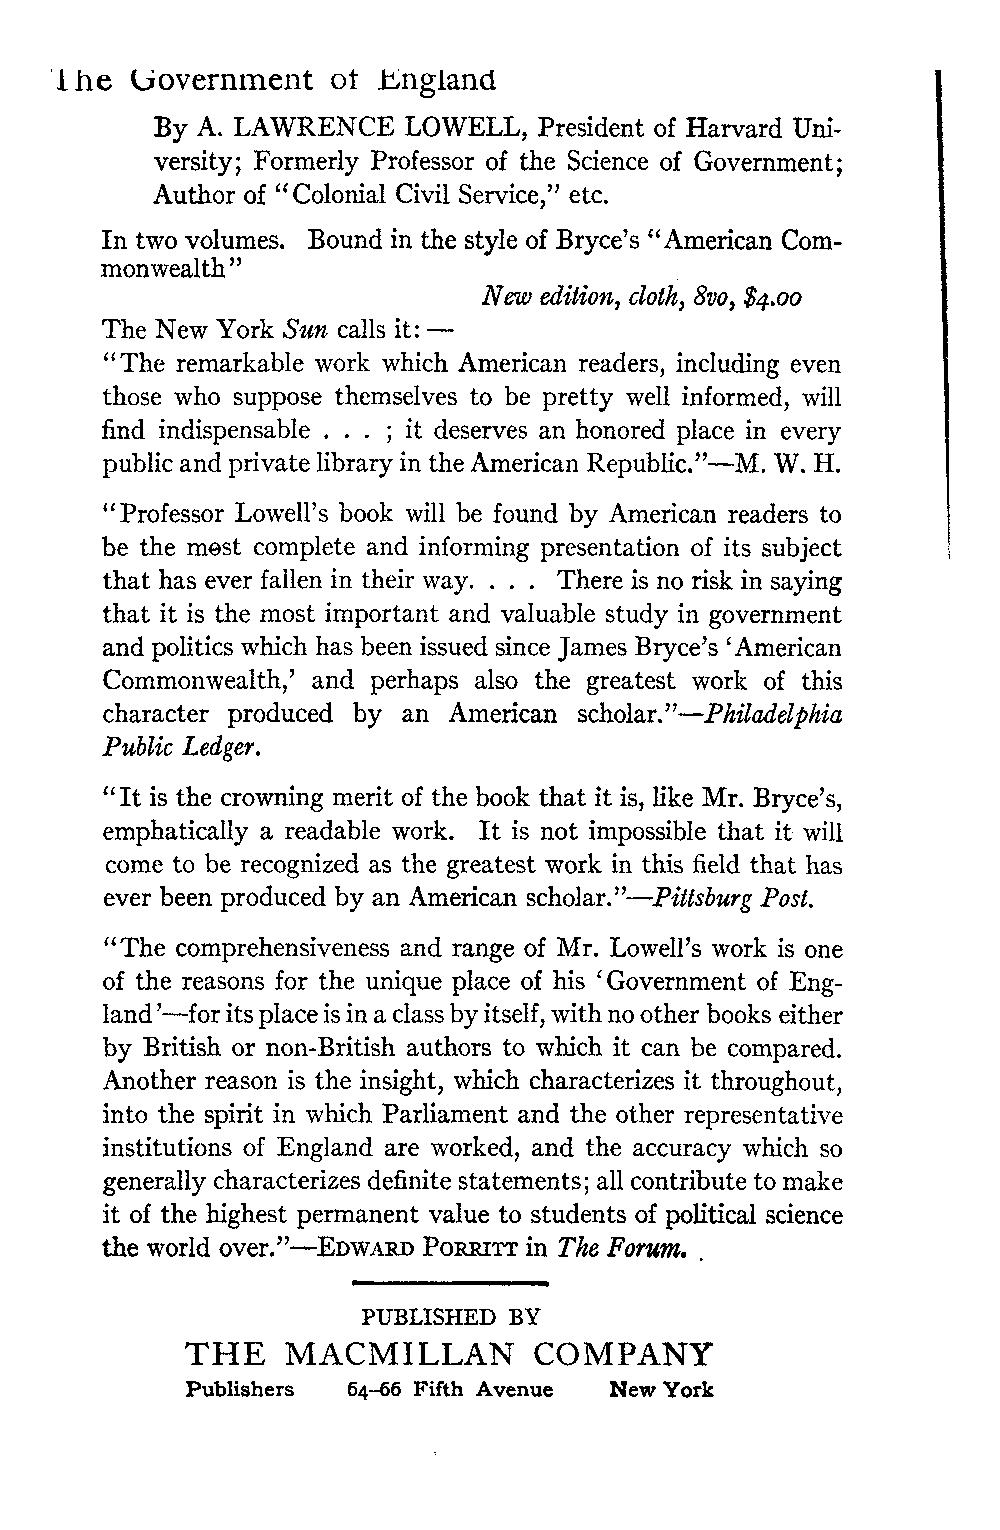 The Government of England
By A. LAWRENCE LOWELL, President of Harvard Uni-
versity; Formerly Professor of the Science of Government;
Author of "Colonial Civil Service," etc.
In two volumes. Bound in the style of Bryce's "American Com-
monwealth"
New edition, cloth, 8vo, $4.00
The New York Sun calls it: —
"The remarkable work which American readers, including even
those who suppose themselves to be pretty well informed, will
find indispensable . . . ; it deserves an honored place in every
public and private library in the American Republic."—M. W. H.
"Professor Lowell's book will be found by American readers to
be the most complete and informing presentation of its subject
that has ever fallen in their way. . . . There is no risk in saying
that it is the most important and valuable study in government
and politics which has been issued since James Bryce's 'American
Commonwealth,' and perhaps also the greatest work of this
character produced by an American scholar."—Philadelphia
Public Ledger.
"It is the crowning merit of the book that it is, like Mr. Bryce's,
emphatically a readable work. It is not impossible that it will
come to be recognized as the greatest work in this field that has
ever been produced by an American scholar."—Pittsburg Post.
"The comprehensiveness and range of Mr. Lowell's work is one
of the reasons for the unique place of his 'Government of Eng-
land'—for its place is in a class by itself, with no other books either
by British or non-British authors to which it can be compared.
Another reason is the insight, which characterizes it throughout,
into the spirit in which Parliament and the other representative
institutions of England are worked, and the accuracy which so
generally characterizes definite statements; all contribute to make
it of the highest permanent value to students of political science
the world over."—EDWARD PORRITT in The Forum.
PUBLISHED BY
THE MACMILLAN COMPANY
Publishers 64–66 Fifth Avenue New York